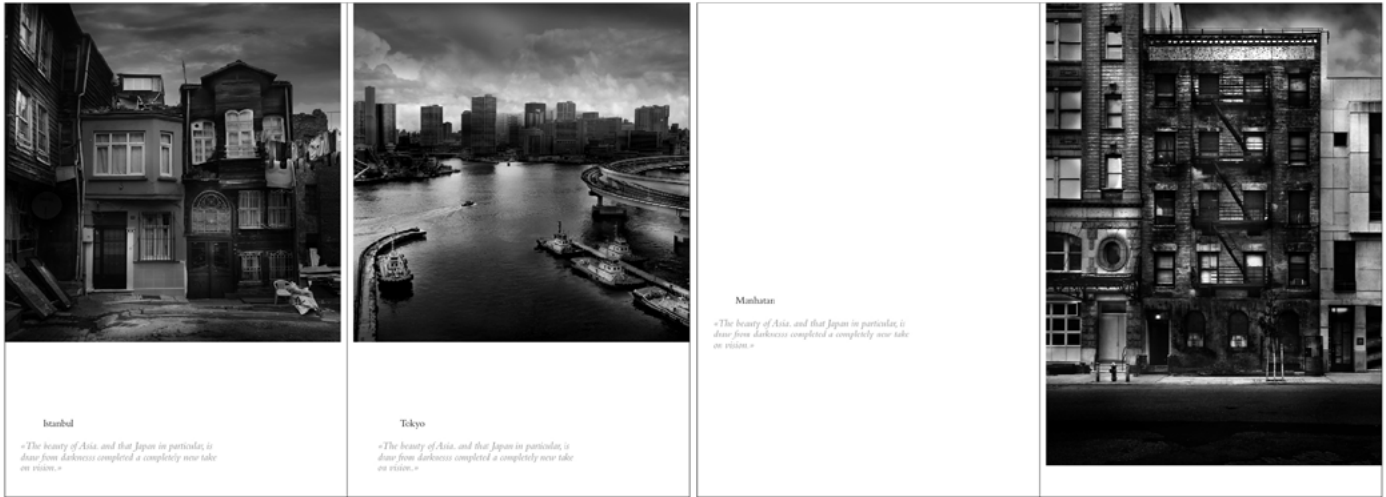 Istanbul
«The beauty of Asia. and that Japan in particular, is
draw from darknesss completed a completely new take
on vision.»
Tokyo
«The beauty of Asia. and that Japan in particular, is
draw from darknesss completed a completely new take
on vision.»
Manhatan
«The beauty of Asia. and that Japan in particular, is
draw from darknesss completed a completely new take
on vision.»